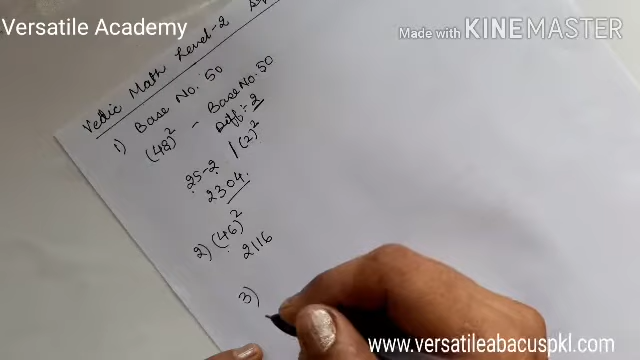 Versatile Academy
Made with KINEMASTER
Vedic Math Level-2
Base No: 50
1) (48)² - Base No: 50
Diff: 2
25-2 / (2)²
2304.
2) (46)²
2116
3)
www.versatileabacuspkl.com